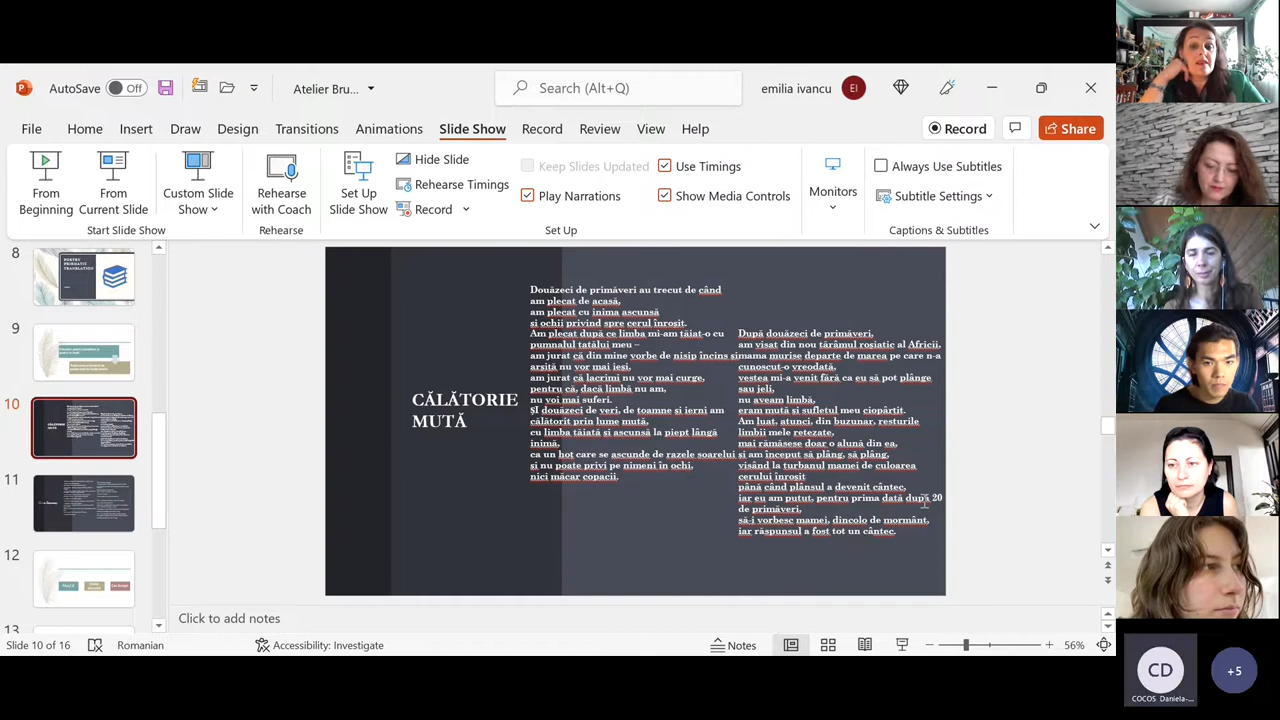 AutoSave Off Atelier Bru... Search (Alt+Q) emilia ivancu EI
File Home Insert Draw Design Transitions Animations Slide Show Record Review View Help Record Share
From Beginning
From Current Slide
Custom Slide Show
Start Slide Show
Rehearse with Coach
Rehearse
Set Up Slide Show
Hide Slide
Rehearse Timings
Record
Keep Slides Updated
Play Narrations
Use Timings
Show Media Controls
Set Up
Monitors
Always Use Subtitles
Subtitle Settings
Captions & Subtitles
8
POETRY
PRISMATIC
TRANSLATION
9
10
11
12
13
CĂLĂTORIE
MUTĂ
Douăzeci de primăveri au trecut de când
am plecat de acasă,
am plecat cu inima ascunsă
și ochii privind spre cerul înroșit.
Am plecat după ce limba mi-am tăiat-o cu
pumnalul tatălui meu –
am jurat că din mine vorbe de nisip încins și
arșiță nu vor mai ieși,
am jurat că lacrimi nu vor mai curge,
pentru că, dacă limbă nu am,
nu voi mai suferi.
ȘI douăzeci de veri, de toamne și ierni am
călătorit prin lume mută,
cu limba tăiată și ascunsă la piept lângă
inimă,
ca un hoț care se ascunde de razele soarelui
și nu poate privi pe nimeni în ochi,
nici măcar copacii.
După douăzeci de primăveri,
am visat din nou tărâmul roșiatic al Africii,
mama murise departe de marea pe care n-a
cunoscut-o vreodată,
vestea mi-a venit fără ca eu să pot plânge
sau jeli,
nu aveam limbă,
eram mută și sufletul meu ciopârțit.
Am luat, atunci, din buzunar, resturile
limbii mele retezate,
mai rămăsese doar o alună din ea,
și am început să plâng, să plâng,
visând la turbanul mamei de culoarea
cerului înroșit
până când plânsul a devenit cântec,
iar eu am putut, pentru prima dată după 20
de primăveri,
să-i vorbesc mamei, dincolo de mormânt,
iar răspunsul a fost tot un cântec.
Click to add notes
Slide 10 of 16 Romanian Accessibility: Investigate Notes 56%
CD
COCOS Daniela-...
+5